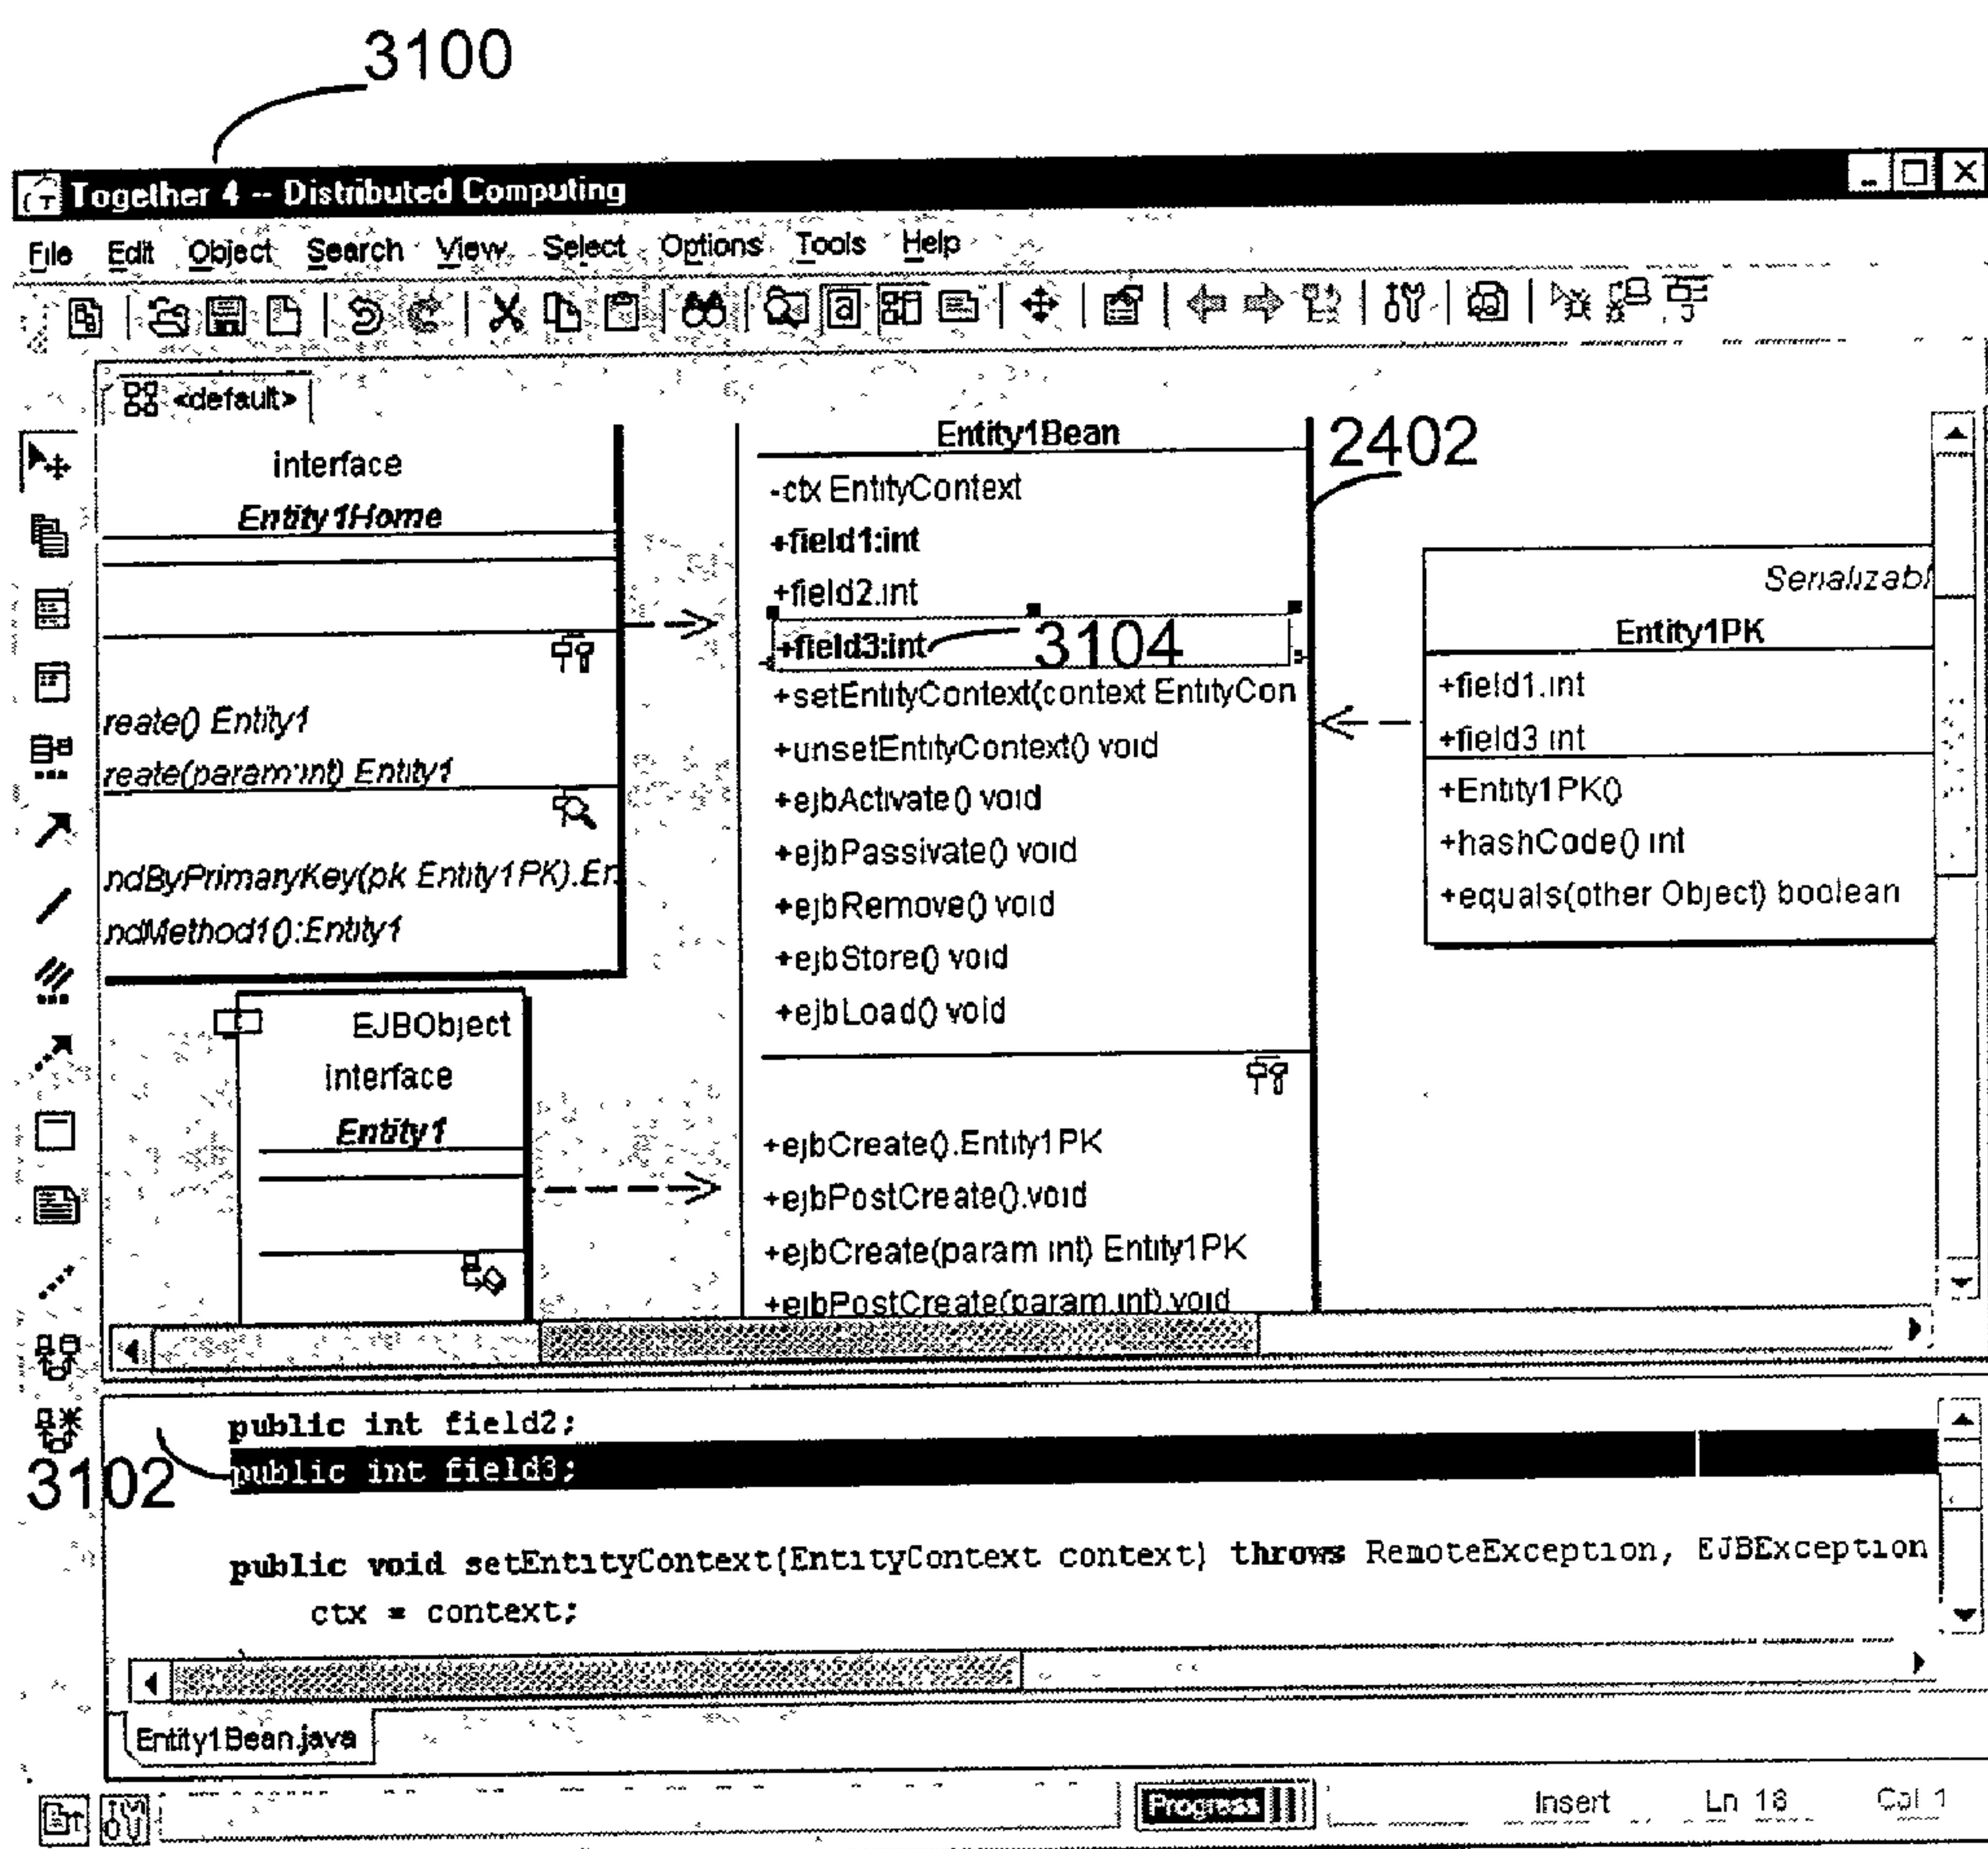 3100
Together 4 -- Distributed Computing
File Edit Object Search View Select Options Tools Help
<default>
interface
Entity1Home
reate() Entity1
reate(param:int) Entity1
ndByPrimaryKey(pk Entity1PK).En
ndMethod1():Entity1
EJBObject
interface
Entity1
Entity1Bean
2402
-ctx EntityContext
+field1:int
+field2.int
+field3:int
3104
+setEntityContext(context EntityCon
+unsetEntityContext() void
+ejbActivate() void
+ejbPassivate() void
+ejbRemove() void
+ejbStore() void
+ejbLoad() void
+ejbCreate().Entity1PK
+ejbPostCreate().void
+ejbCreate(param int) Entity1PK
+ejbPostCreate(param.int).void
Serializabl
Entity1PK
+field1.int
+field3 int
+Entity1PK()
+hashCode() int
+equals(other Object) boolean
3102
public int field2;
public int field3;
public void setEntityContext(EntityContext context) throws RemoteException, EJBException
ctx = context;
Entity1Bean.java
Progress Insert Ln 18 Col 1